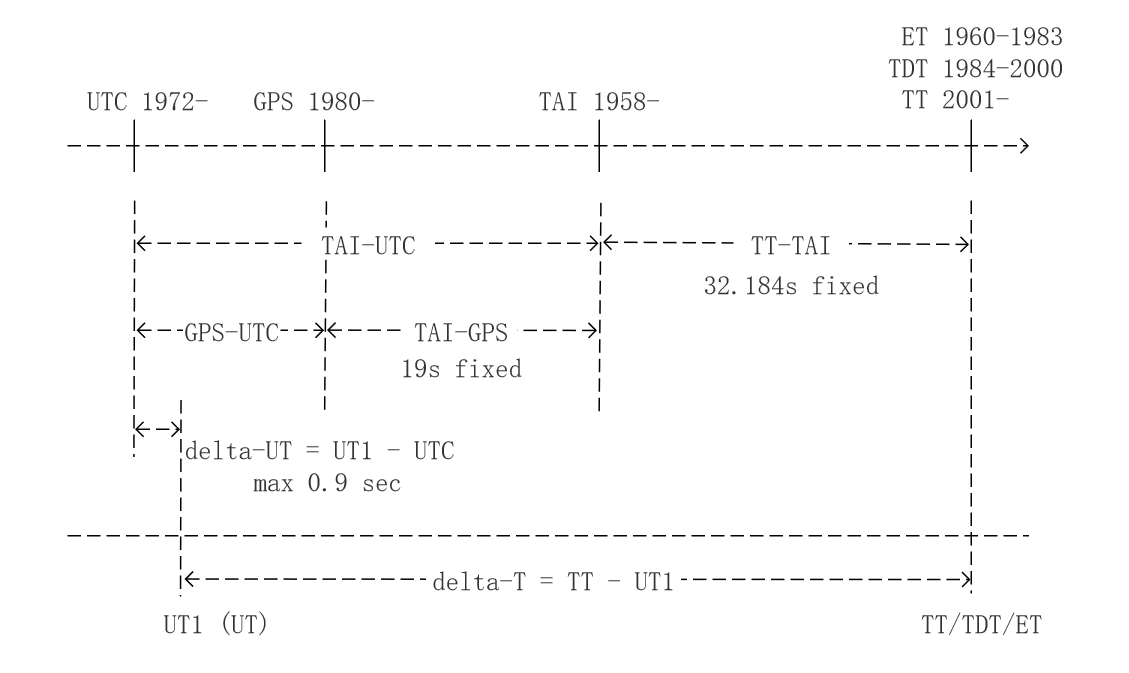 ET 1960-1983
TDT 1984-2000
UTC 1972- GPS 1980- TAI 1958- TT 2001-
TAI-UTC TT-TAI
32.184s fixed
GPS-UTC TAI-GPS
19s fixed
delta-UT = UT1 - UTC
max 0.9 sec
delta-T = TT - UT1
UT1 (UT) TT/TDT/ET